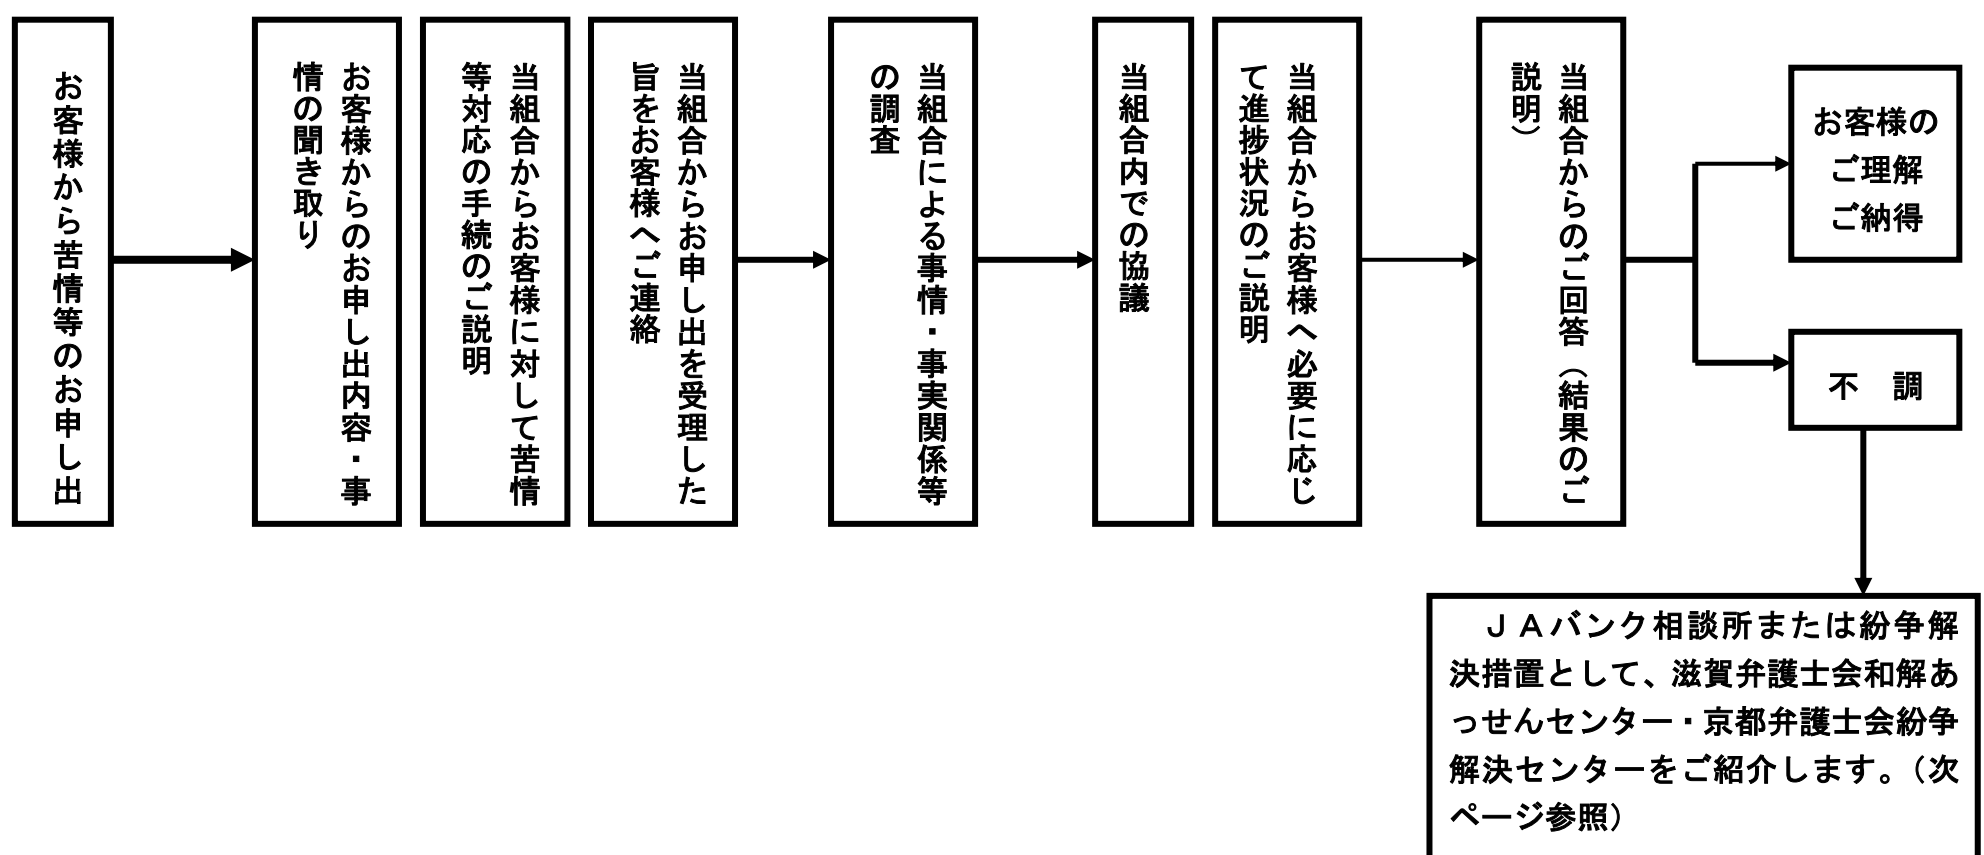 お客様から苦情等のお申し出
お客様からのお申し出内容・事
情の聞き取り
当組合からお客様に対して苦情
等対応の手続のご説明
当組合からお申し出を受理した
旨をお客様へご連絡
当組合による事情・事実関係等
の調査
当組合内での協議
当組合からお客様へ必要に応じ
て進捗状況のご説明
当組合からのご回答（結果のご
説明）
お客様の
ご理解
ご納得
不　調
ＪＡバンク相談所または紛争解
決措置として、滋賀弁護士会和解あ
っせんセンター・京都弁護士会紛争
解決センターをご紹介します。（次
ページ参照）